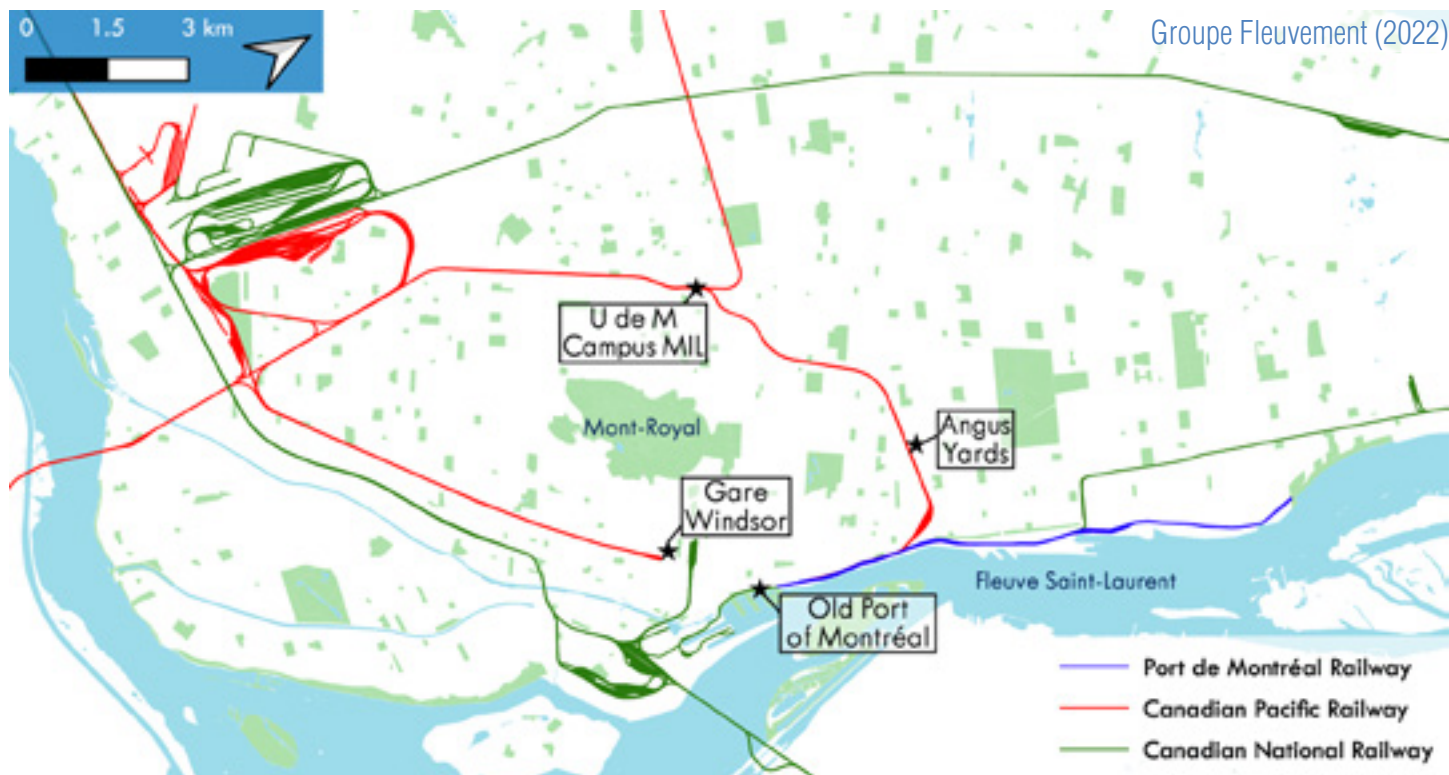 0 1.5 3 km
Groupe Fleuvement (2022)
U de M
Campus MIL
Mont-Royal
Angus
Yards
Gare
Windsor
Fleuve Saint-Laurent
Old Port
of Montréal
Port de Montréal Railway
Canadian Pacific Railway
Canadian National Railway